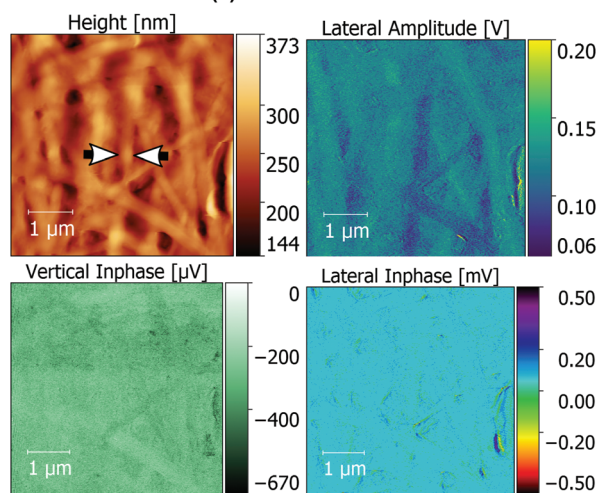 Height [nm]
373
300
250
200
144
1 µm
Lateral Amplitude [V]
0.20
0.15
0.10
0.06
1 µm
Vertical Inphase [µV]
0
−200
−400
−670
1 µm
Lateral Inphase [mV]
0.50
0.20
0.00
−0.20
−0.50
1 µm